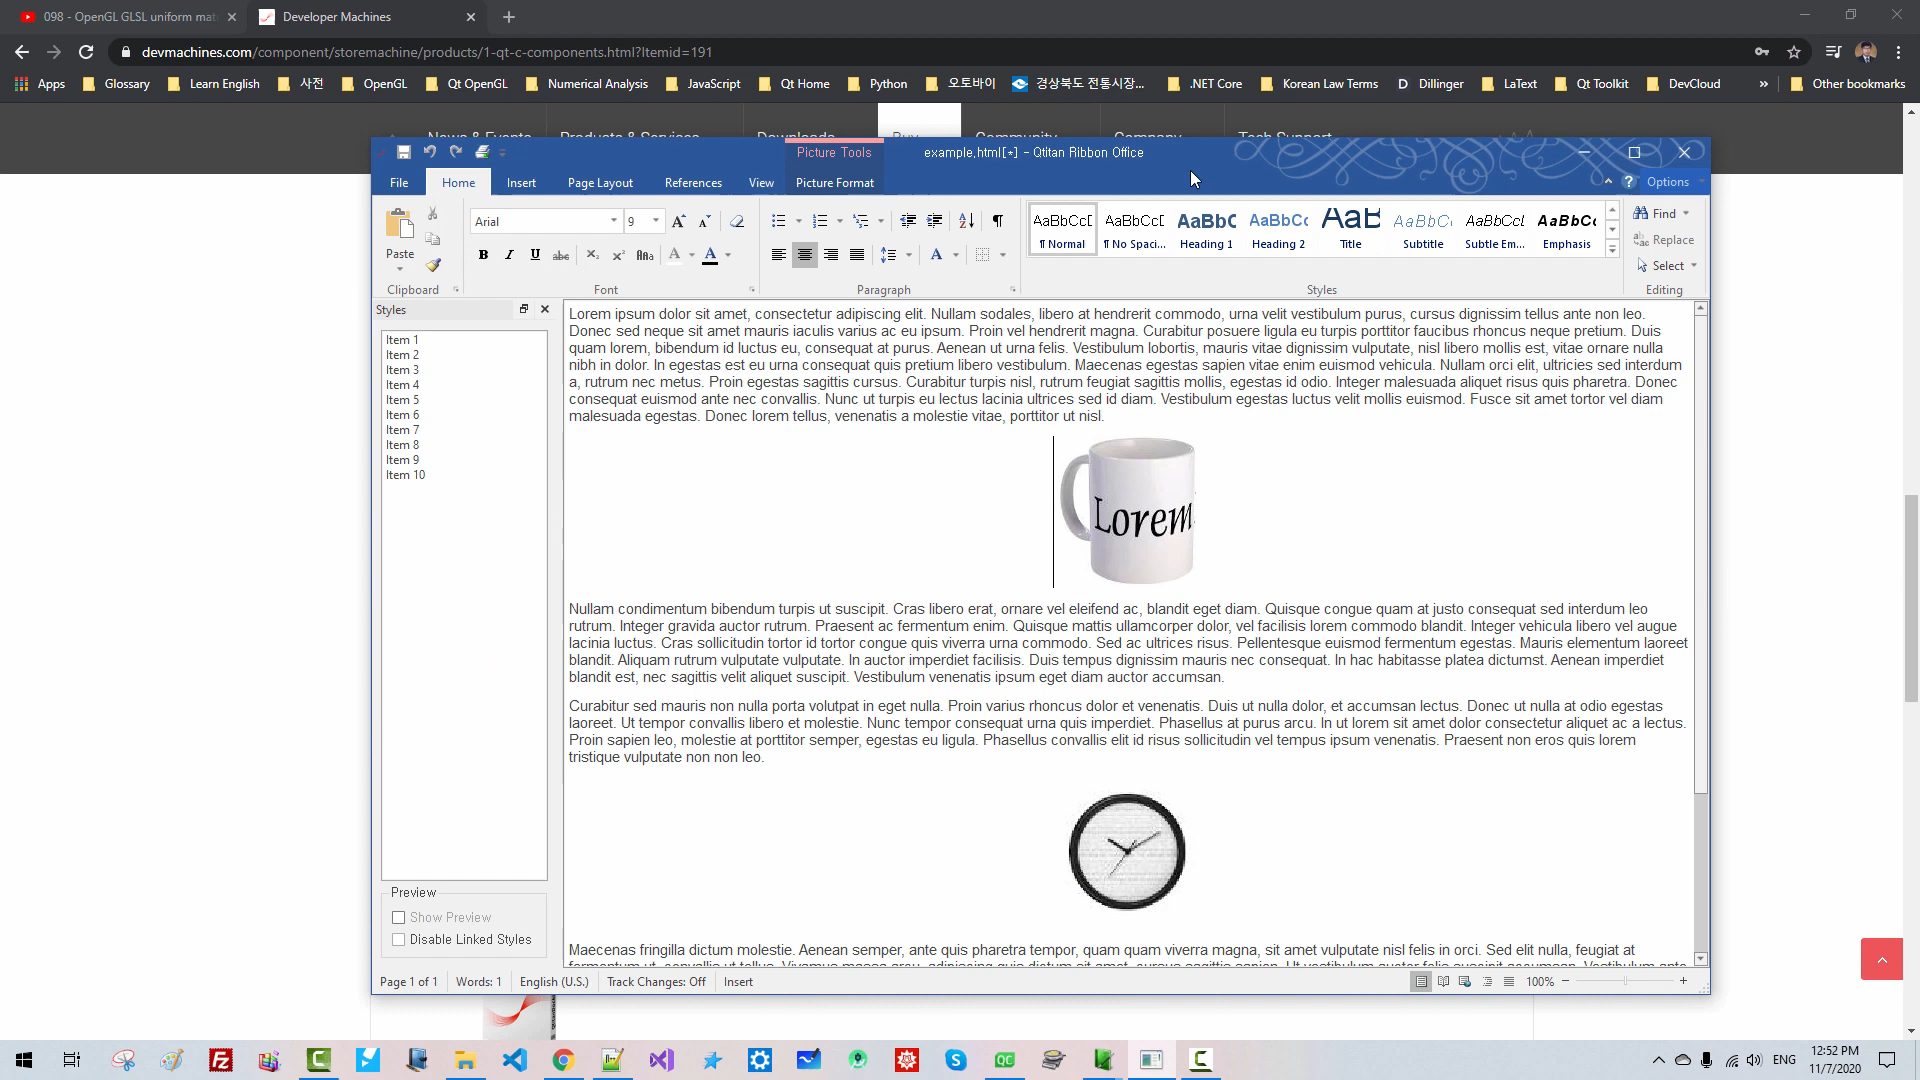 098 - OpenGL GLSL uniform mat
Developer Machines
devmachines.com/component/storemachine/products/1-qt-c-components.html?Itemid=191
Apps Glossary Learn English 사전 OpenGL Qt OpenGL Numerical Analysis JavaScript Qt Home Python 오토바이 경상북도 전통시장... .NET Core Korean Law Terms D Dillinger LaText Qt Toolkit DevCloud » Other bookmarks
News & Events Products & Services Downloads Buy Community Company Tech Support
Picture Tools example.html[*] - Qtitan Ribbon Office
File Home Insert Page Layout References View Picture Format Options
Paste
Clipboard
Arial 9
Font
Paragraph
AaBbCcD AaBbCcD AaBbC AaBbCc AaB AaBbCc AaBbCcL AaBbCc
¶ Normal ¶ No Spaci... Heading 1 Heading 2 Title Subtitle Subtle Em... Emphasis
Styles
Find
Replace
Select
Editing
Styles
Item 1
Item 2
Item 3
Item 4
Item 5
Item 6
Item 7
Item 8
Item 9
Item 10
Preview
Show Preview
Disable Linked Styles
Lorem ipsum dolor sit amet, consectetur adipiscing elit. Nullam sodales, libero at hendrerit commodo, urna velit vestibulum purus, cursus dignissim tellus ante non leo.
Donec sed neque sit amet mauris iaculis varius ac eu ipsum. Proin vel hendrerit magna. Curabitur posuere ligula eu turpis porttitor faucibus rhoncus neque pretium. Duis
quam lorem, bibendum id luctus eu, consequat at purus. Aenean ut urna felis. Vestibulum lobortis, mauris vitae dignissim vulputate, nisl libero mollis est, vitae ornare nulla
nibh in dolor. In egestas est eu urna consequat quis pretium libero vestibulum. Maecenas egestas sapien vitae enim euismod vehicula. Nullam orci elit, ultricies sed interdum
a, rutrum nec metus. Proin egestas sagittis cursus. Curabitur turpis nisl, rutrum feugiat sagittis mollis, egestas id odio. Integer malesuada aliquet risus quis pharetra. Donec
consequat euismod ante nec convallis. Nunc ut turpis eu lectus lacinia ultrices sed id diam. Vestibulum egestas luctus velit mollis euismod. Fusce sit amet tortor vel diam
malesuada egestas. Donec lorem tellus, venenatis a molestie vitae, porttitor ut nisl.
Lorem
Nullam condimentum bibendum turpis ut suscipit. Cras libero erat, ornare vel eleifend ac, blandit eget diam. Quisque congue quam at justo consequat sed interdum leo
rutrum. Integer gravida auctor rutrum. Praesent ac fermentum enim. Quisque mattis ullamcorper dolor, vel facilisis lorem commodo blandit. Integer vehicula libero vel augue
lacinia luctus. Cras sollicitudin tortor id tortor congue quis viverra urna commodo. Sed ac ultrices risus. Pellentesque euismod fermentum egestas. Mauris elementum laoreet
blandit. Aliquam rutrum vulputate vulputate. In auctor imperdiet facilisis. Duis tempus dignissim mauris nec consequat. In hac habitasse platea dictumst. Aenean imperdiet
blandit est, nec sagittis velit aliquet suscipit. Vestibulum venenatis ipsum eget diam auctor accumsan.
Curabitur sed mauris non nulla porta volutpat in eget nulla. Proin varius rhoncus dolor et venenatis. Duis ut nulla dolor, et accumsan lectus. Donec ut nulla at odio egestas
laoreet. Ut tempor convallis libero et molestie. Nunc tempor consequat urna quis imperdiet. Phasellus at purus arcu. In ut lorem sit amet dolor consectetur aliquet ac a lectus.
Proin sapien leo, molestie at porttitor semper, egestas eu ligula. Phasellus convallis elit id risus sollicitudin vel tempus ipsum venenatis. Praesent non eros quis lorem
tristique vulputate non non leo.
Maecenas fringilla dictum molestie. Aenean semper, ante quis pharetra tempor, quam quam viverra magna, sit amet vulputate nisl felis in orci. Sed elit nulla, feugiat at
Page 1 of 1 Words: 1 English (U.S.) Track Changes: Off Insert 100%
ENG
12:52 PM
11/7/2020